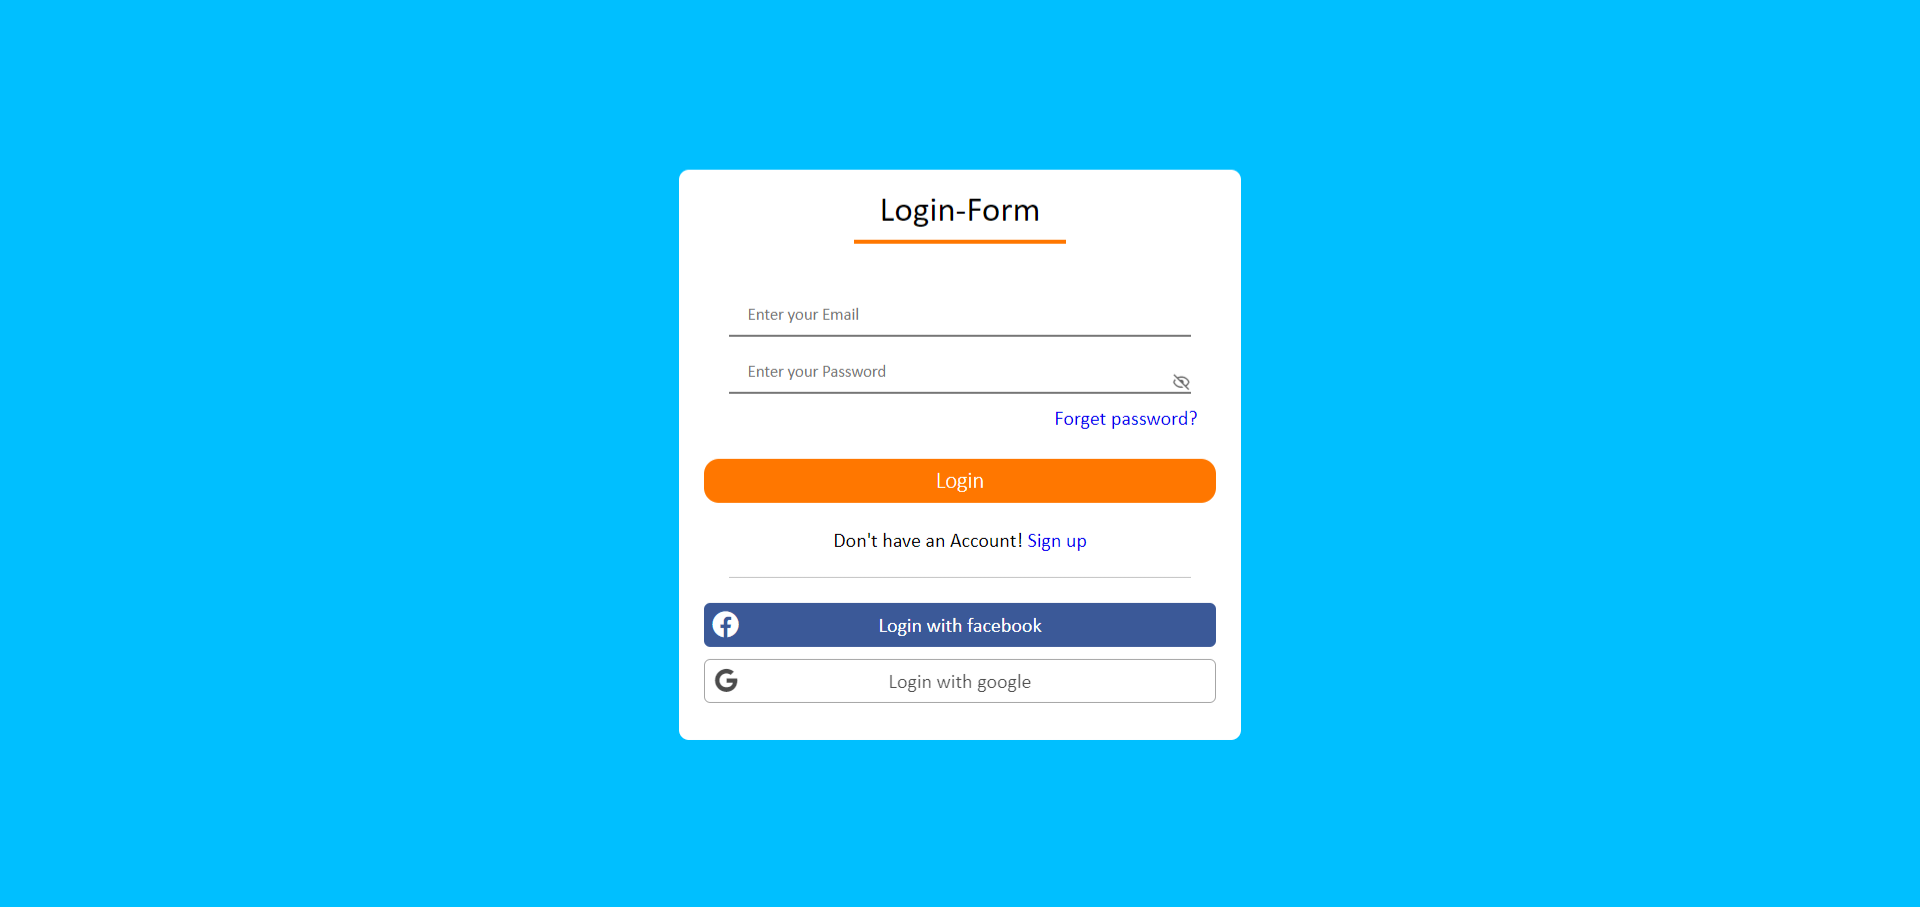 Login-Form
Enter your Email
Enter your Password
Forget password?
Login
Don't have an Account! Sign up
Login with facebook
Login with google